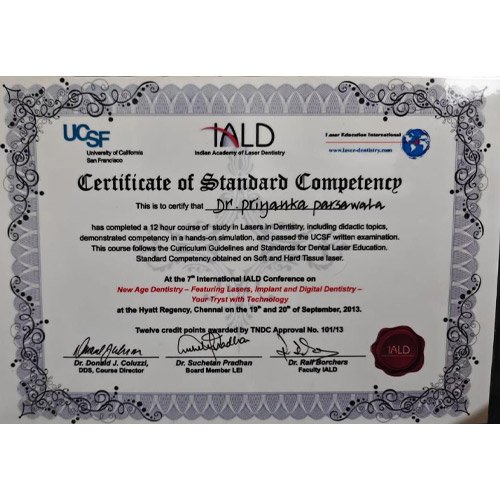 UCSF
University of California
San Francisco
IALD
Indian Academy of Laser Dentistry
Laser Education International
www.laser-dentistry.com
Certificate of Standard Competency
This is to certify that Dr. Priyanka Parsawala
has completed a 12 hour course of study in Lasers in Dentistry, including didactic topics,
demonstrated competency in a hands-on simulation, and passed the UCSF written examination.
This course follows the Curriculum Guidelines and Standards for Dental Laser Education.
Standard Competency obtained on Soft and Hard Tissue laser.
At the 7th International IALD Conference on
New Age Dentistry – Featuring Lasers, Implant and Digital Dentistry –
Your Tryst with Technology
at the Hyatt Regency, Chennai on the 19th and 20th of September, 2013.
Twelve credit points awarded by TNDC Approval No. 101/13
Dr. Donald J. Coluzzi,
DDS, Course Director
Dr. Suchetan Pradhan
Board Member LEI
Dr. Ralf Borchers
Faculty IALD
IALD